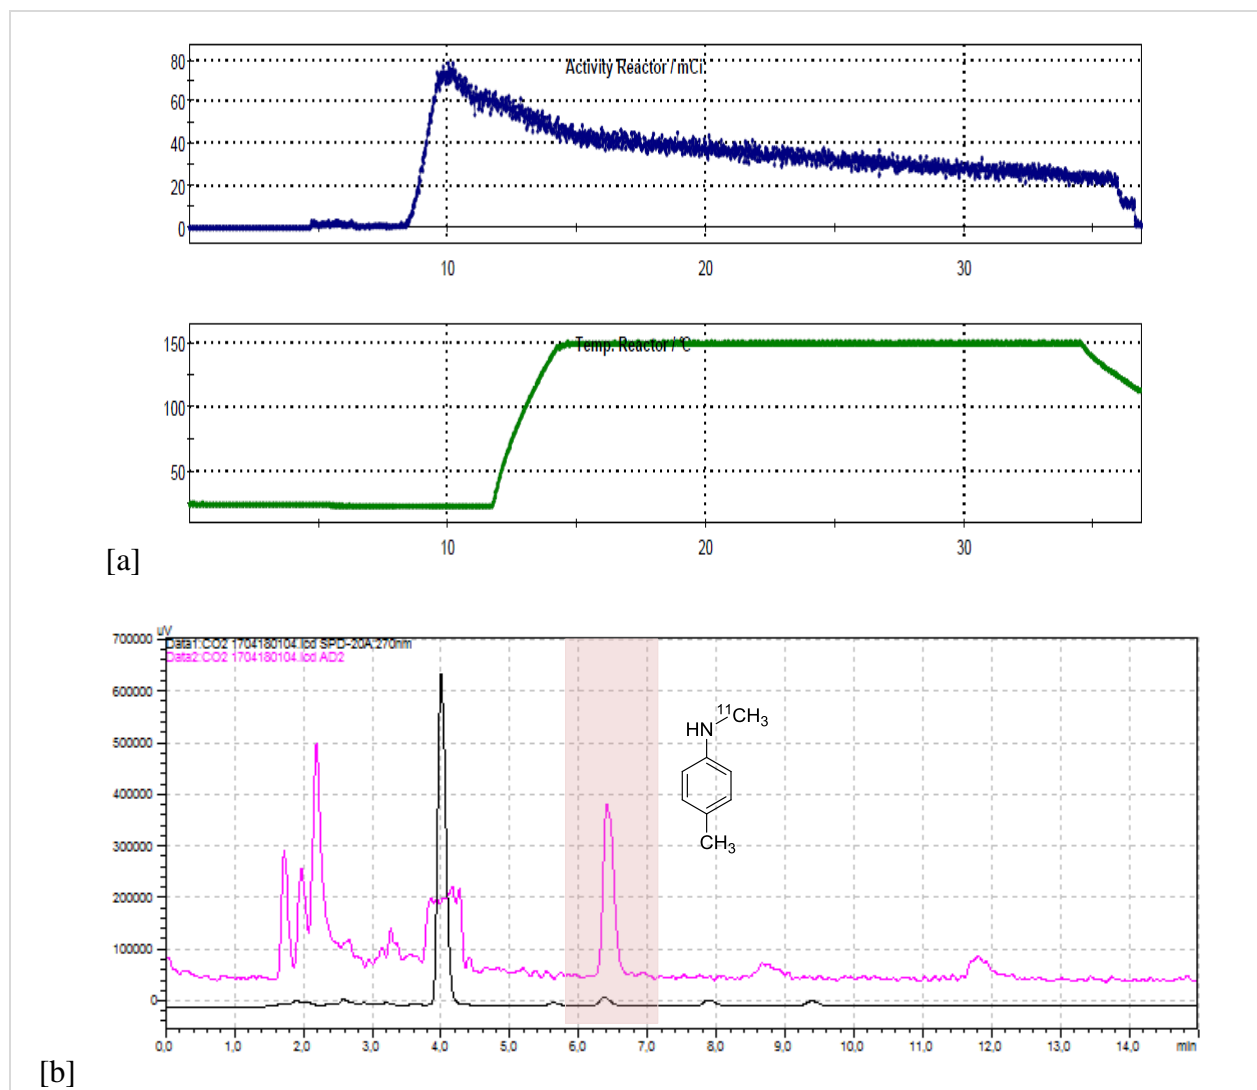 Activity Reactor / mCi
80
60
40
20
0
10 20 30
Temp. Reactor / °C
150
100
50
10 20 30
[a]
uV
Data1:CO2 1704180104.lcd SPD-20A:270nm
Data2:CO2 1704180104.lcd AD2
700000
600000
500000
400000
300000
200000
100000
0
11CH3
HN
CH3
0,0 1,0 2,0 3,0 4,0 5,0 6,0 7,0 8,0 9,0 10,0 11,0 12,0 13,0 14,0 min
[b]